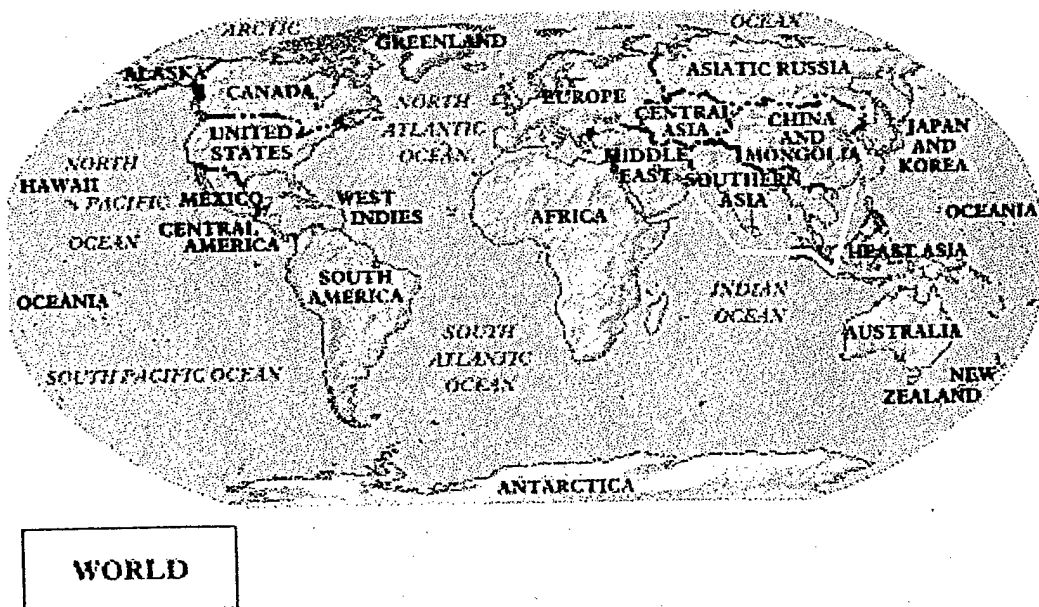 ARCTIC
OCEAN
GREENLAND
ALASKA
CANADA
ASIATIC RUSSIA
NORTH
ATLANTIC
OCEAN
EUROPE
CENTRAL
ASIA
CHINA
AND
MONGOLIA
JAPAN
AND
KOREA
UNITED
STATES
MIDDLE
EAST
SOUTHERN
ASIA
NORTH
PACIFIC
OCEAN
HAWAII
MEXICO
WEST
INDIES
CENTRAL
AMERICA
AFRICA
OCEANIA
ASIA
SOUTH
AMERICA
OCEANIA
INDIAN
OCEAN
SOUTH
ATLANTIC
OCEAN
AUSTRALIA
SOUTH PACIFIC OCEAN
NEW
ZEALAND
ANTARCTICA
WORLD